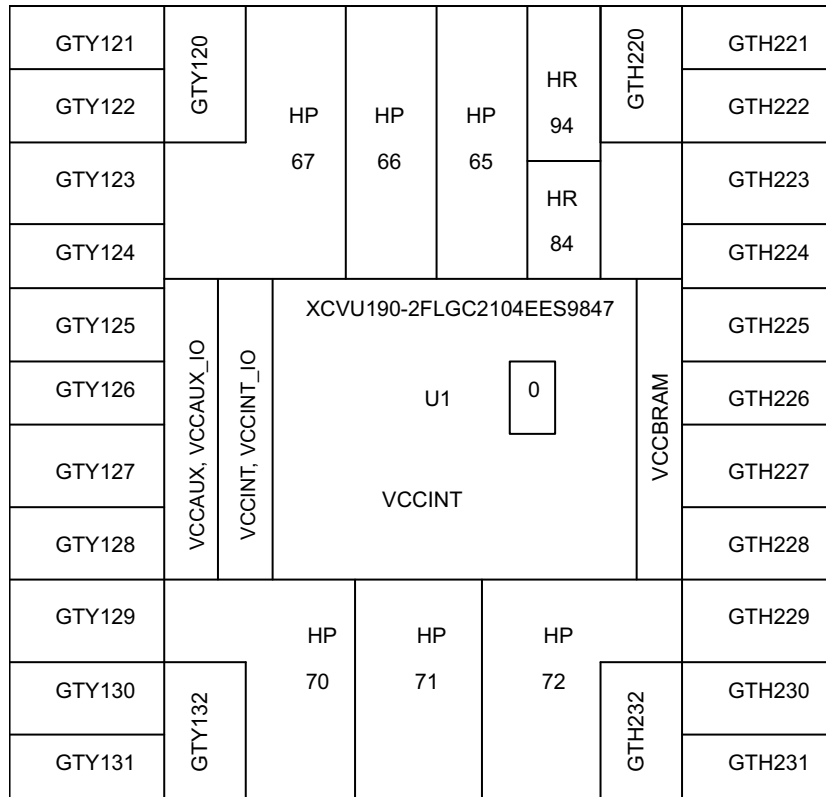 GTY121
GTY122
GTY123
GTY124
GTY125
GTY126
GTY127
GTY128
GTY129
GTY130
GTY131
GTY120
HP
67
HP
66
HP
65
HR
94
HR
84
GTH220
VCCAUX, VCCAUX_IO
VCCINT, VCCINT_IO
XCVU190-2FLGC2104EES9847
U1
0
VCCINT
VCCBRAM
GTY132
HP
70
HP
71
HP
72
GTH232
GTH221
GTH222
GTH223
GTH224
GTH225
GTH226
GTH227
GTH228
GTH229
GTH230
GTH231